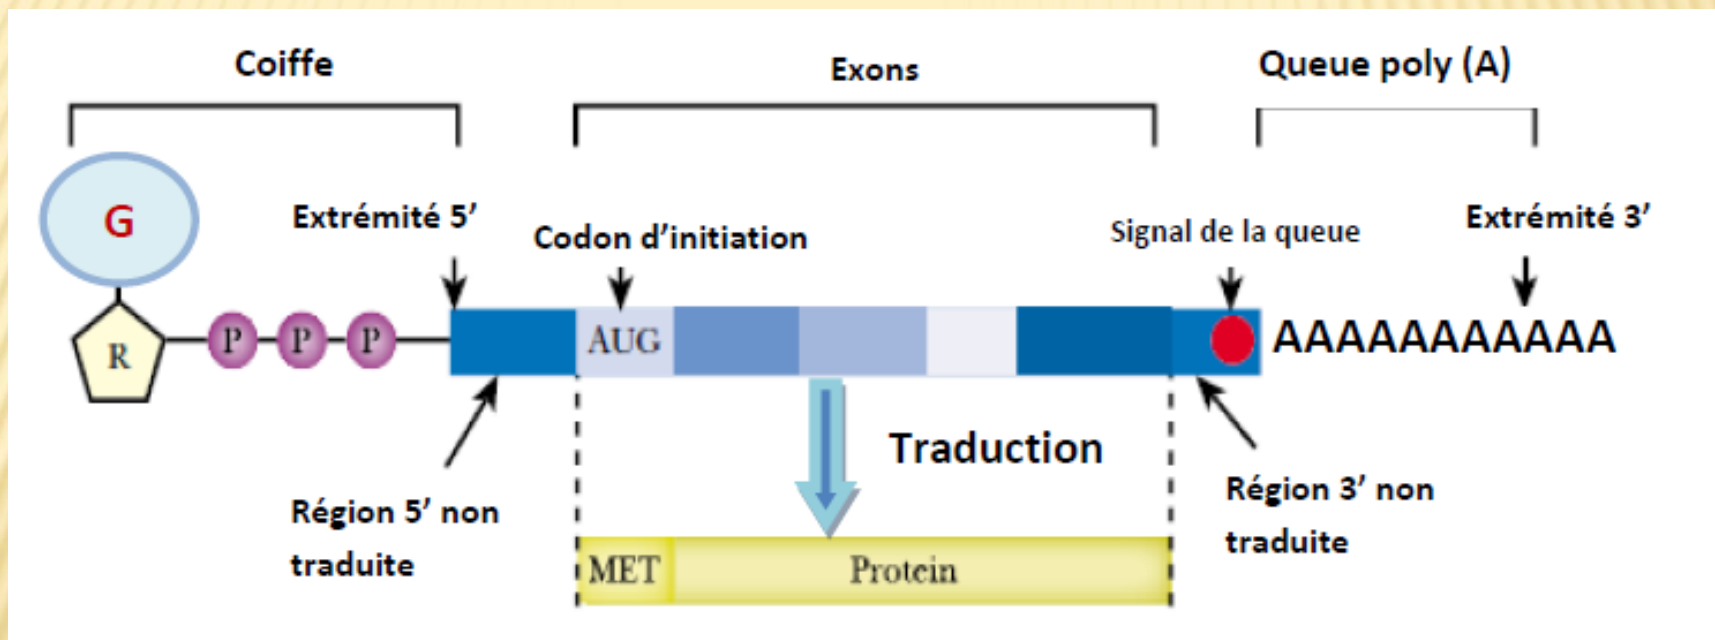 Coiffe
Exons
Queue poly (A)
G
Extrémité 5’
Codon d’initiation
Signal de la queue
Extrémité 3’
R
P
P
P
AUG
AAAAAAAAAAAA
Traduction
Région 5’ non
traduite
Région 3’ non
traduite
MET
Protein